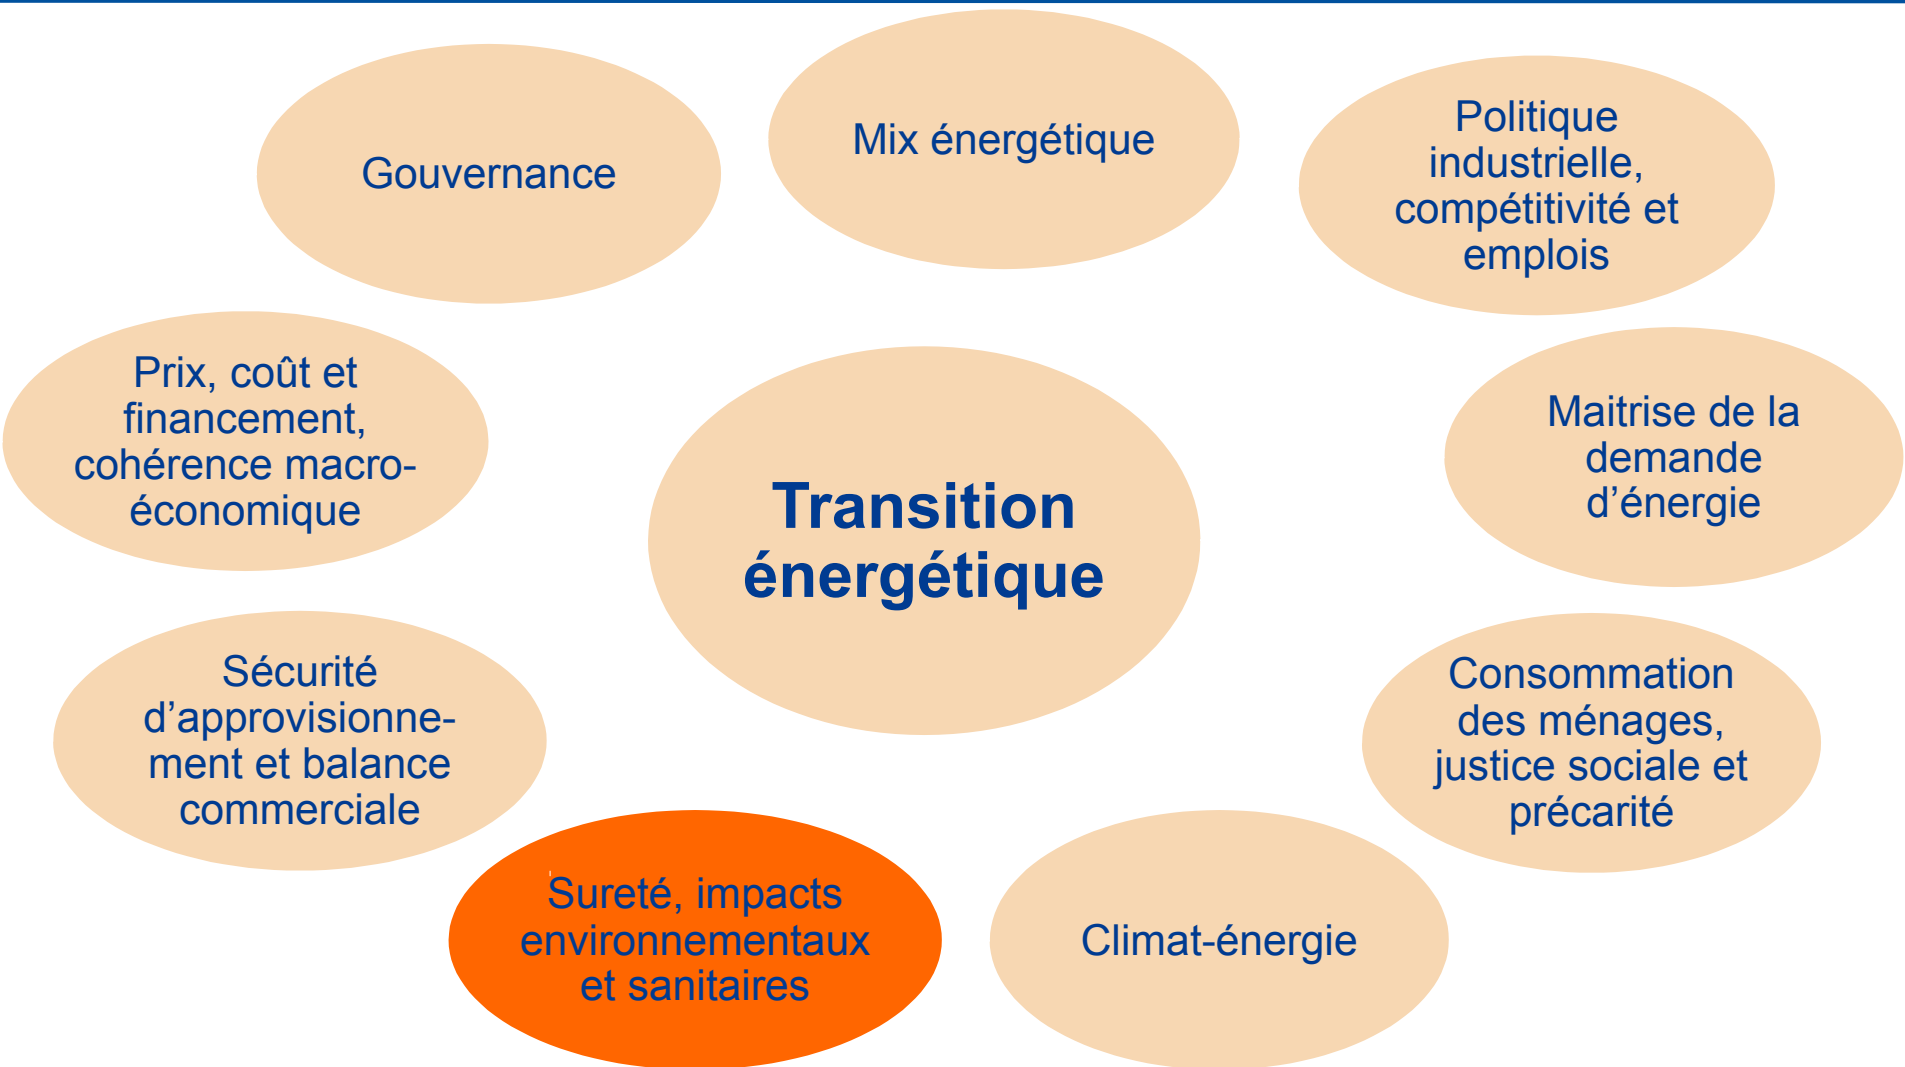 Gouvernance
Mix énergétique
Politique
industrielle,
compétitivité et
emplois
Prix, coût et
financement,
cohérence macro-
économique
Transition
énergétique
Maitrise de la
demande
d’énergie
Sécurité
d’approvisionne-
ment et balance
commerciale
Consommation
des ménages,
justice sociale et
précarité
Sureté, impacts
environnementaux
et sanitaires
Climat-énergie